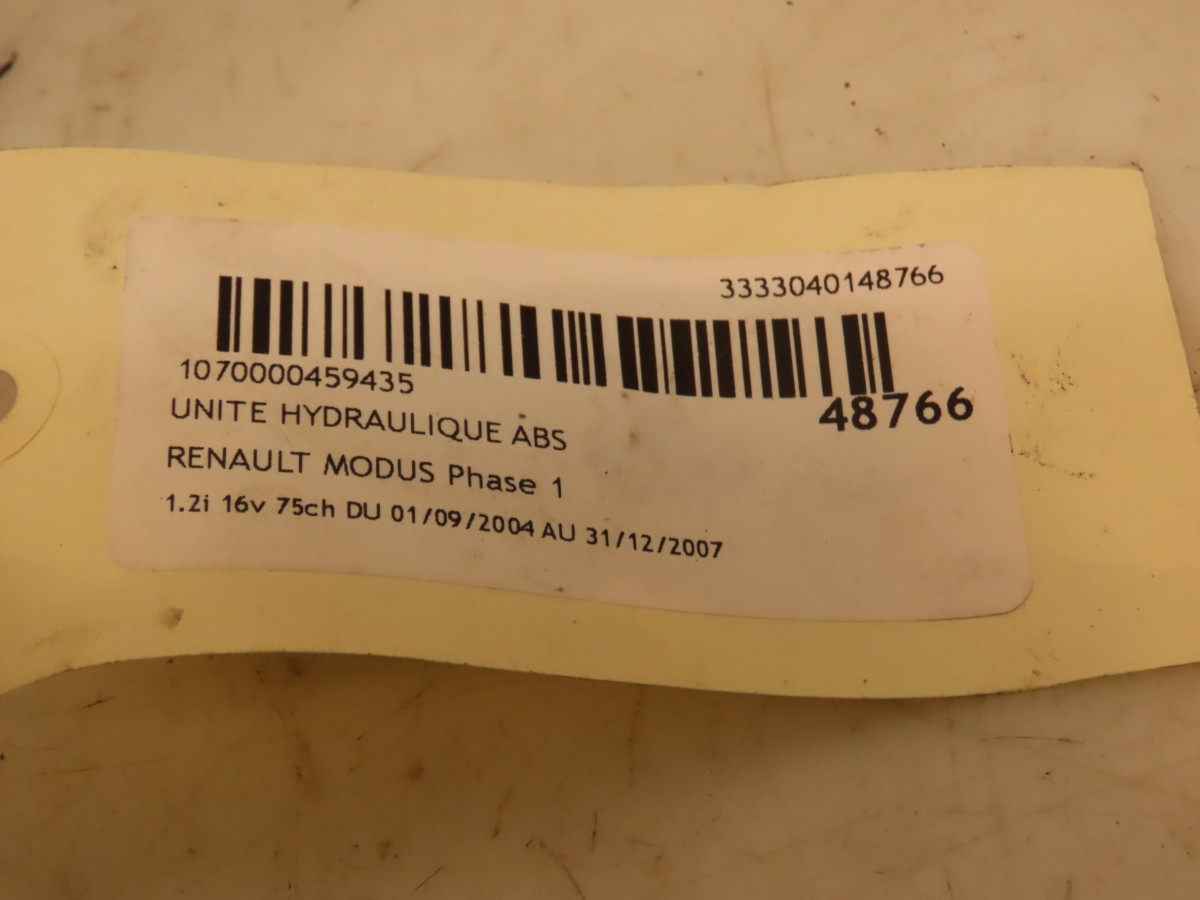 3333040148766
1070000459435
48766
UNITE HYDRAULIQUE ABS
RENAULT MODUS Phase 1
1.2i 16v 75ch DU 01/09/2004 AU 31/12/2007